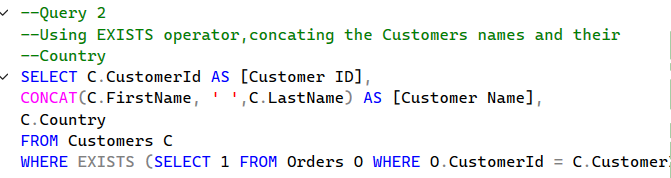 --Query 2
--Using EXISTS operator,concating the Customers names and their
--Country
SELECT C.CustomerId AS [Customer ID],
CONCAT(C.FirstName, ' ',C.LastName) AS [Customer Name],
C.Country
FROM Customers C
WHERE EXISTS (SELECT 1 FROM Orders O WHERE O.CustomerId = C.Customer